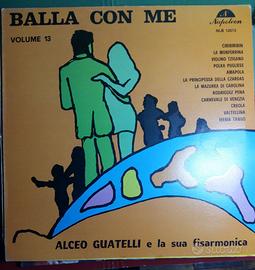 BALLA CON ME
Napoleon
VOLUME 13
CIRIBIRIBIN
LA MONFERRINA
VIOLINO TZIGANO
POLKA PUGLIESE
AMAPOLA
LA PRINCIPESSA DELLA CZARDAS
LA MAZURKA DI CAROLINA
RODRIGUEZ PENA
CARNEVALE DI VENEZIA
CREOLA
VALTELLINA
ALCEO GUATELLI e la sua fisarmonica